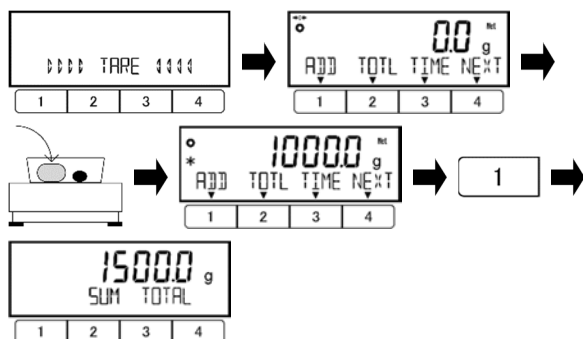 TARE
1 2 3 4
→0← Net
0.0 g
ADD TOTL TIME NEXT
1 2 3 4
Net
* 1000.0 g
ADD TOTL TIME NEXT
1 2 3 4
1
1500.0 g
SUM TOTAL
1 2 3 4